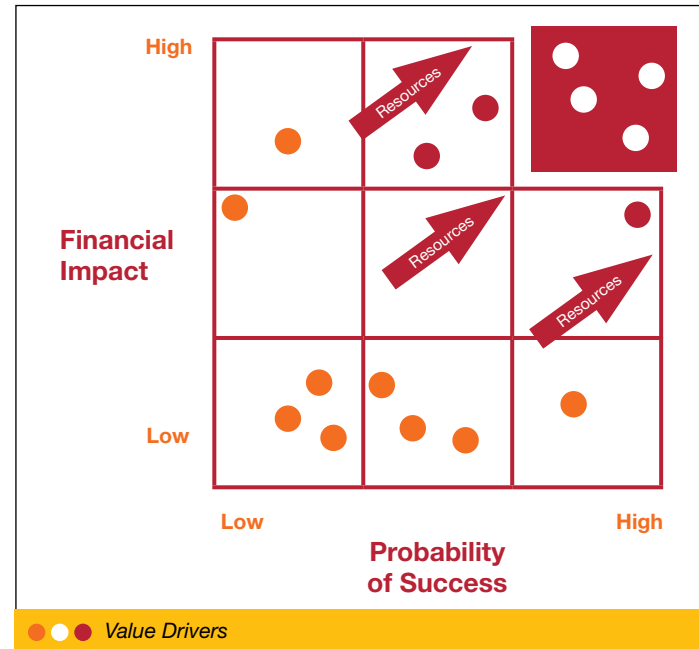 High
Resources
Resources
Financial
Impact
Resources
Low
Low
High
Probability
of Success
Value Drivers